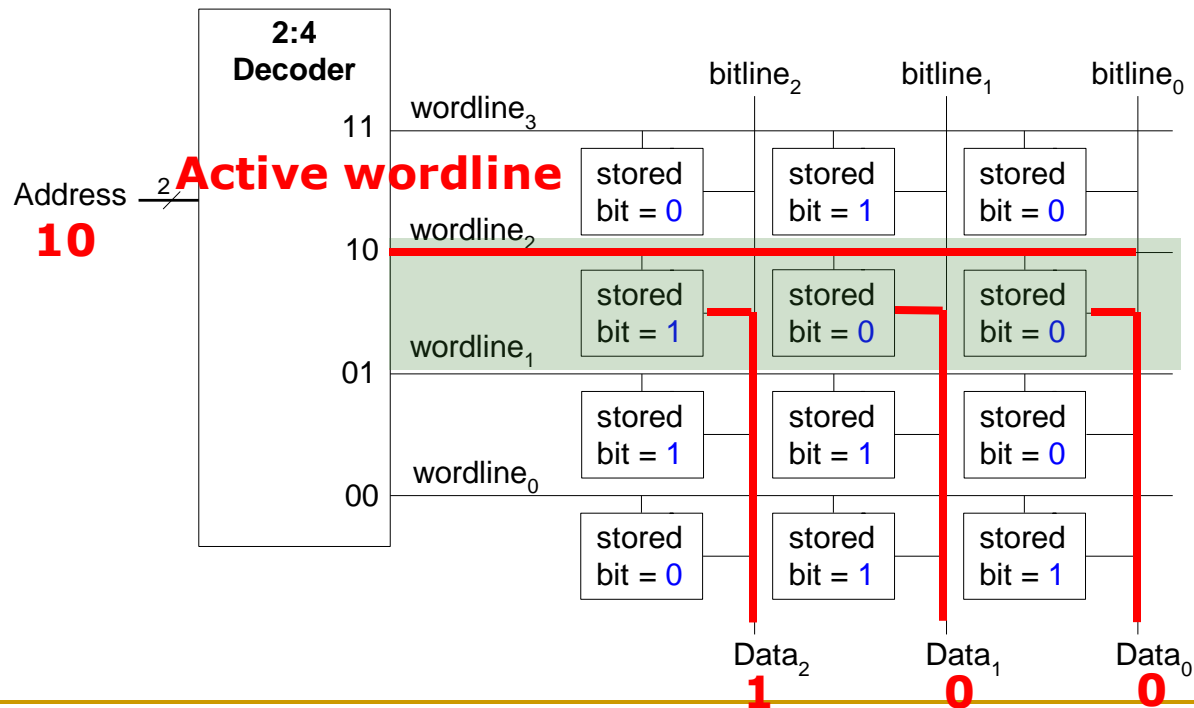 2:4
Decoder
bitline₂ bitline₁ bitline₀
wordline₃
11
Active wordline
stored stored stored
bit = 0 bit = 1 bit = 0
Address 2
10
wordline₂
10
stored stored stored
bit = 1 bit = 0 bit = 0
wordline₁
01
stored stored stored
bit = 1 bit = 1 bit = 0
wordline₀
00
stored stored stored
bit = 0 bit = 1 bit = 1
Data₂ Data₁ Data₀
1 0 0